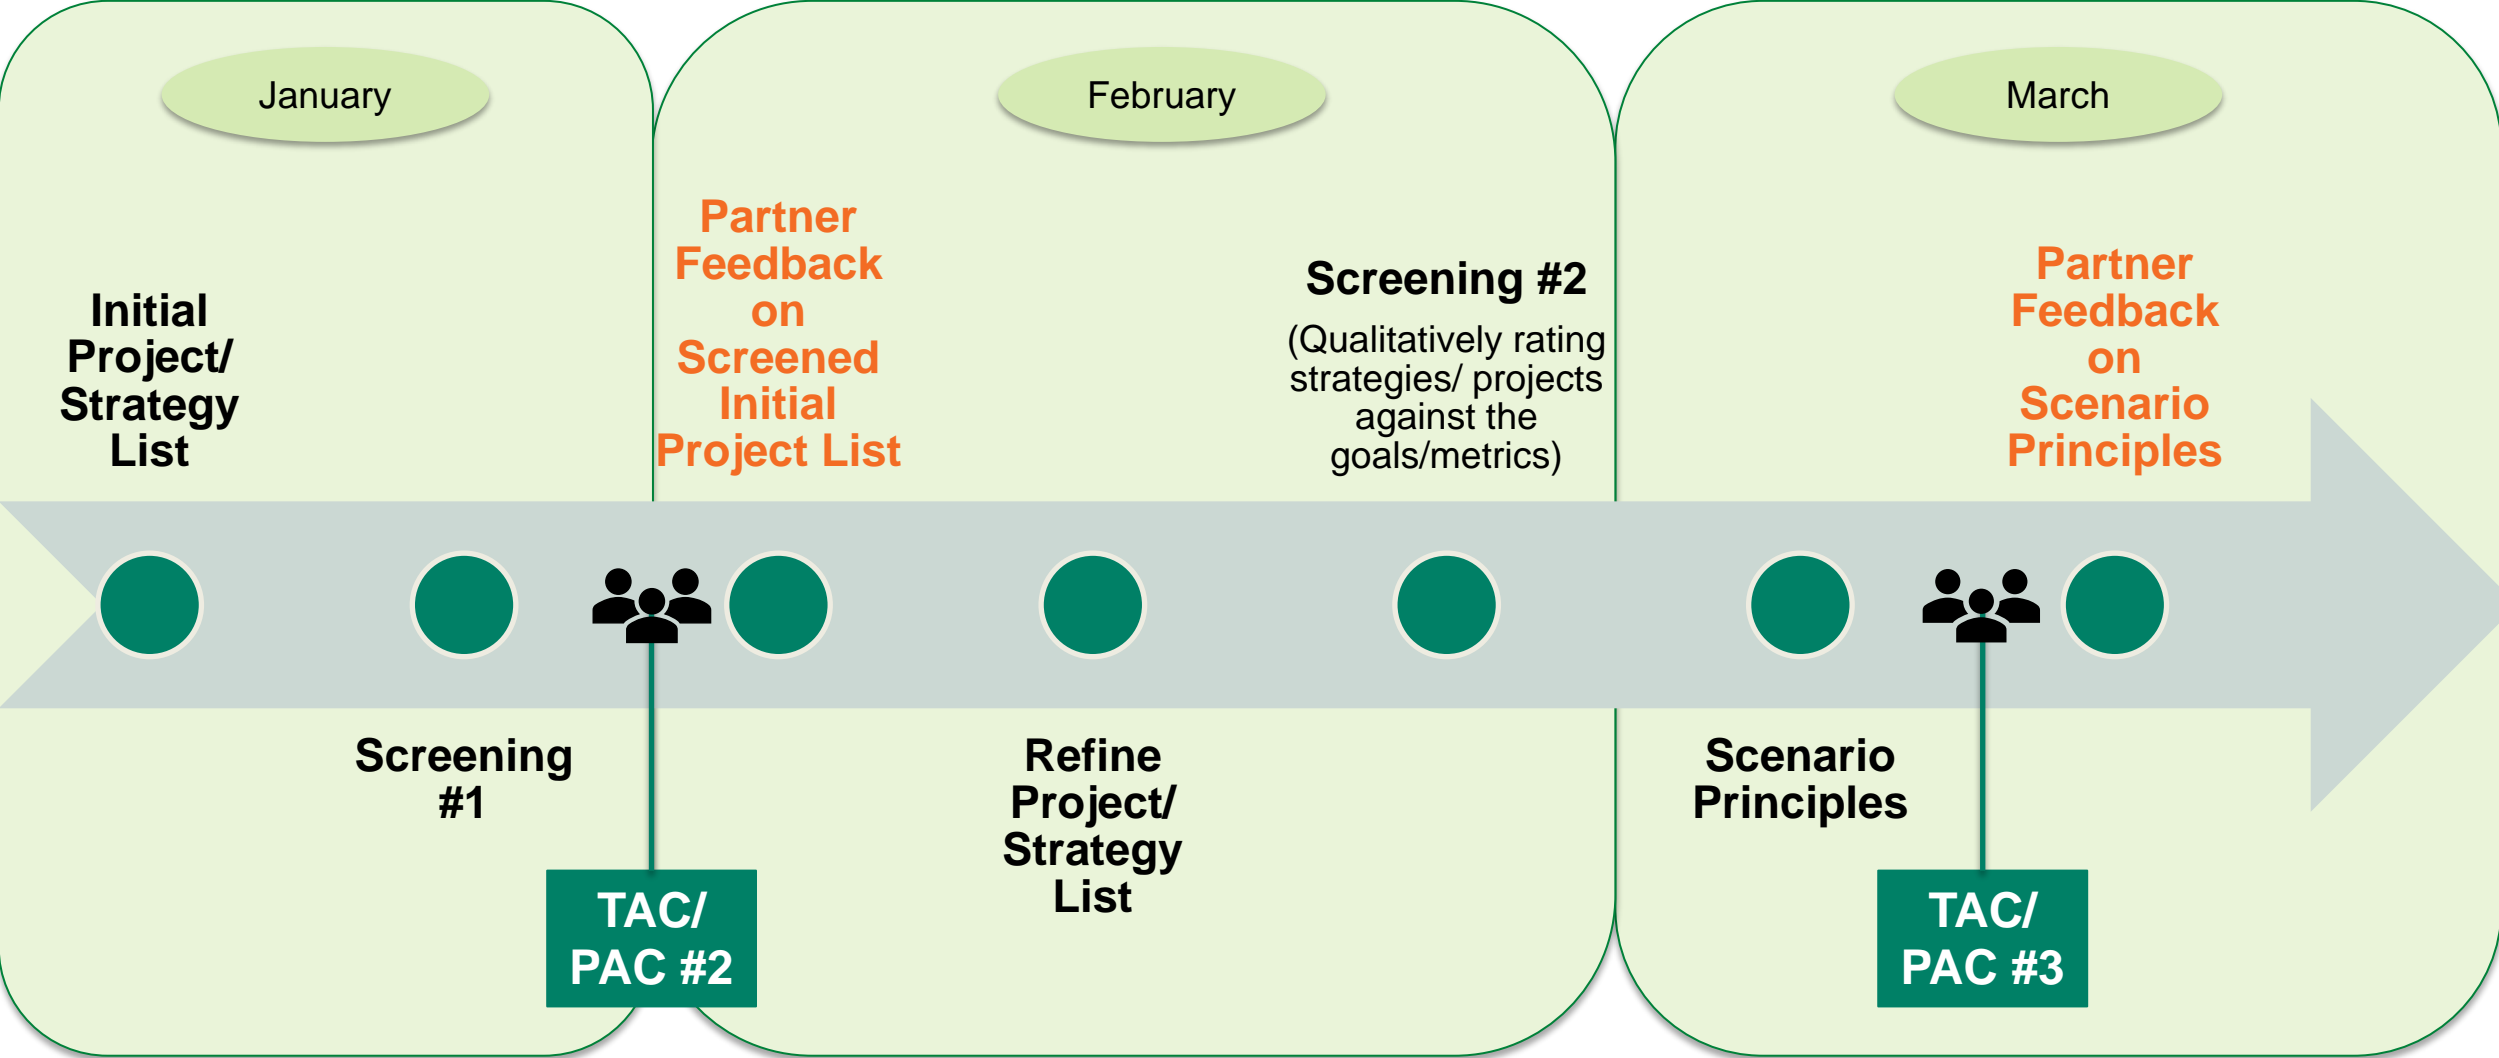 January
February
March
Initial
Project/
Strategy
List
Partner
Feedback
on
Screened
Initial
Project List
Screening #2
(Qualitatively rating
strategies/ projects
against the
goals/metrics)
Partner
Feedback
on
Scenario
Principles
Screening
#1
Refine
Project/
Strategy
List
Scenario
Principles
TAC/
PAC #2
TAC/
PAC #3